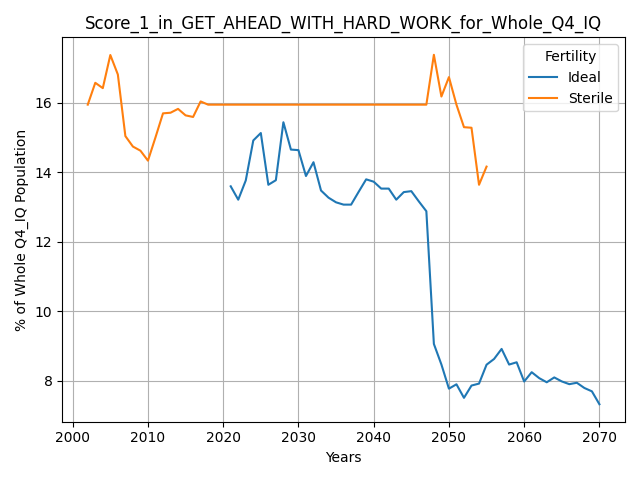 Score_1_in_GET_AHEAD_WITH_HARD_WORK_for_Whole_Q4_IQ
Fertility
Ideal
Sterile
% of Whole Q4_IQ Population
16
14
12
10
8
2000 2010 2020 2030 2040 2050 2060 2070
Years